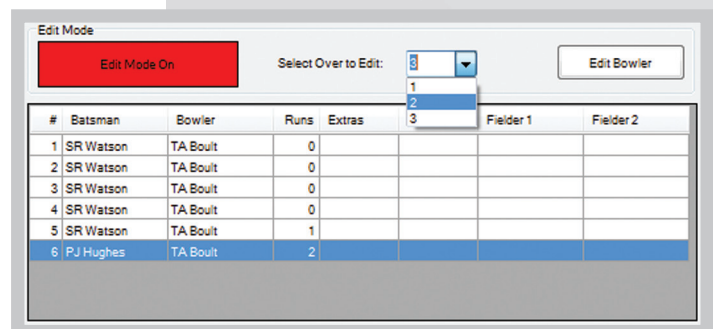 Edit Mode
Edit Mode On Select Over to Edit: 3 Edit Bowler
1
2
3
# Batsman Bowler Runs Extras Fielder 1 Fielder 2
1 SR Watson TA Boult 0
2 SR Watson TA Boult 0
3 SR Watson TA Boult 0
4 SR Watson TA Boult 0
5 SR Watson TA Boult 1
6 PJ Hughes TA Boult 2